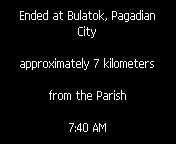 Ended at Bulatok, Pagadian
City
approximately 7 kilometers
from the Parish
7:40 AM